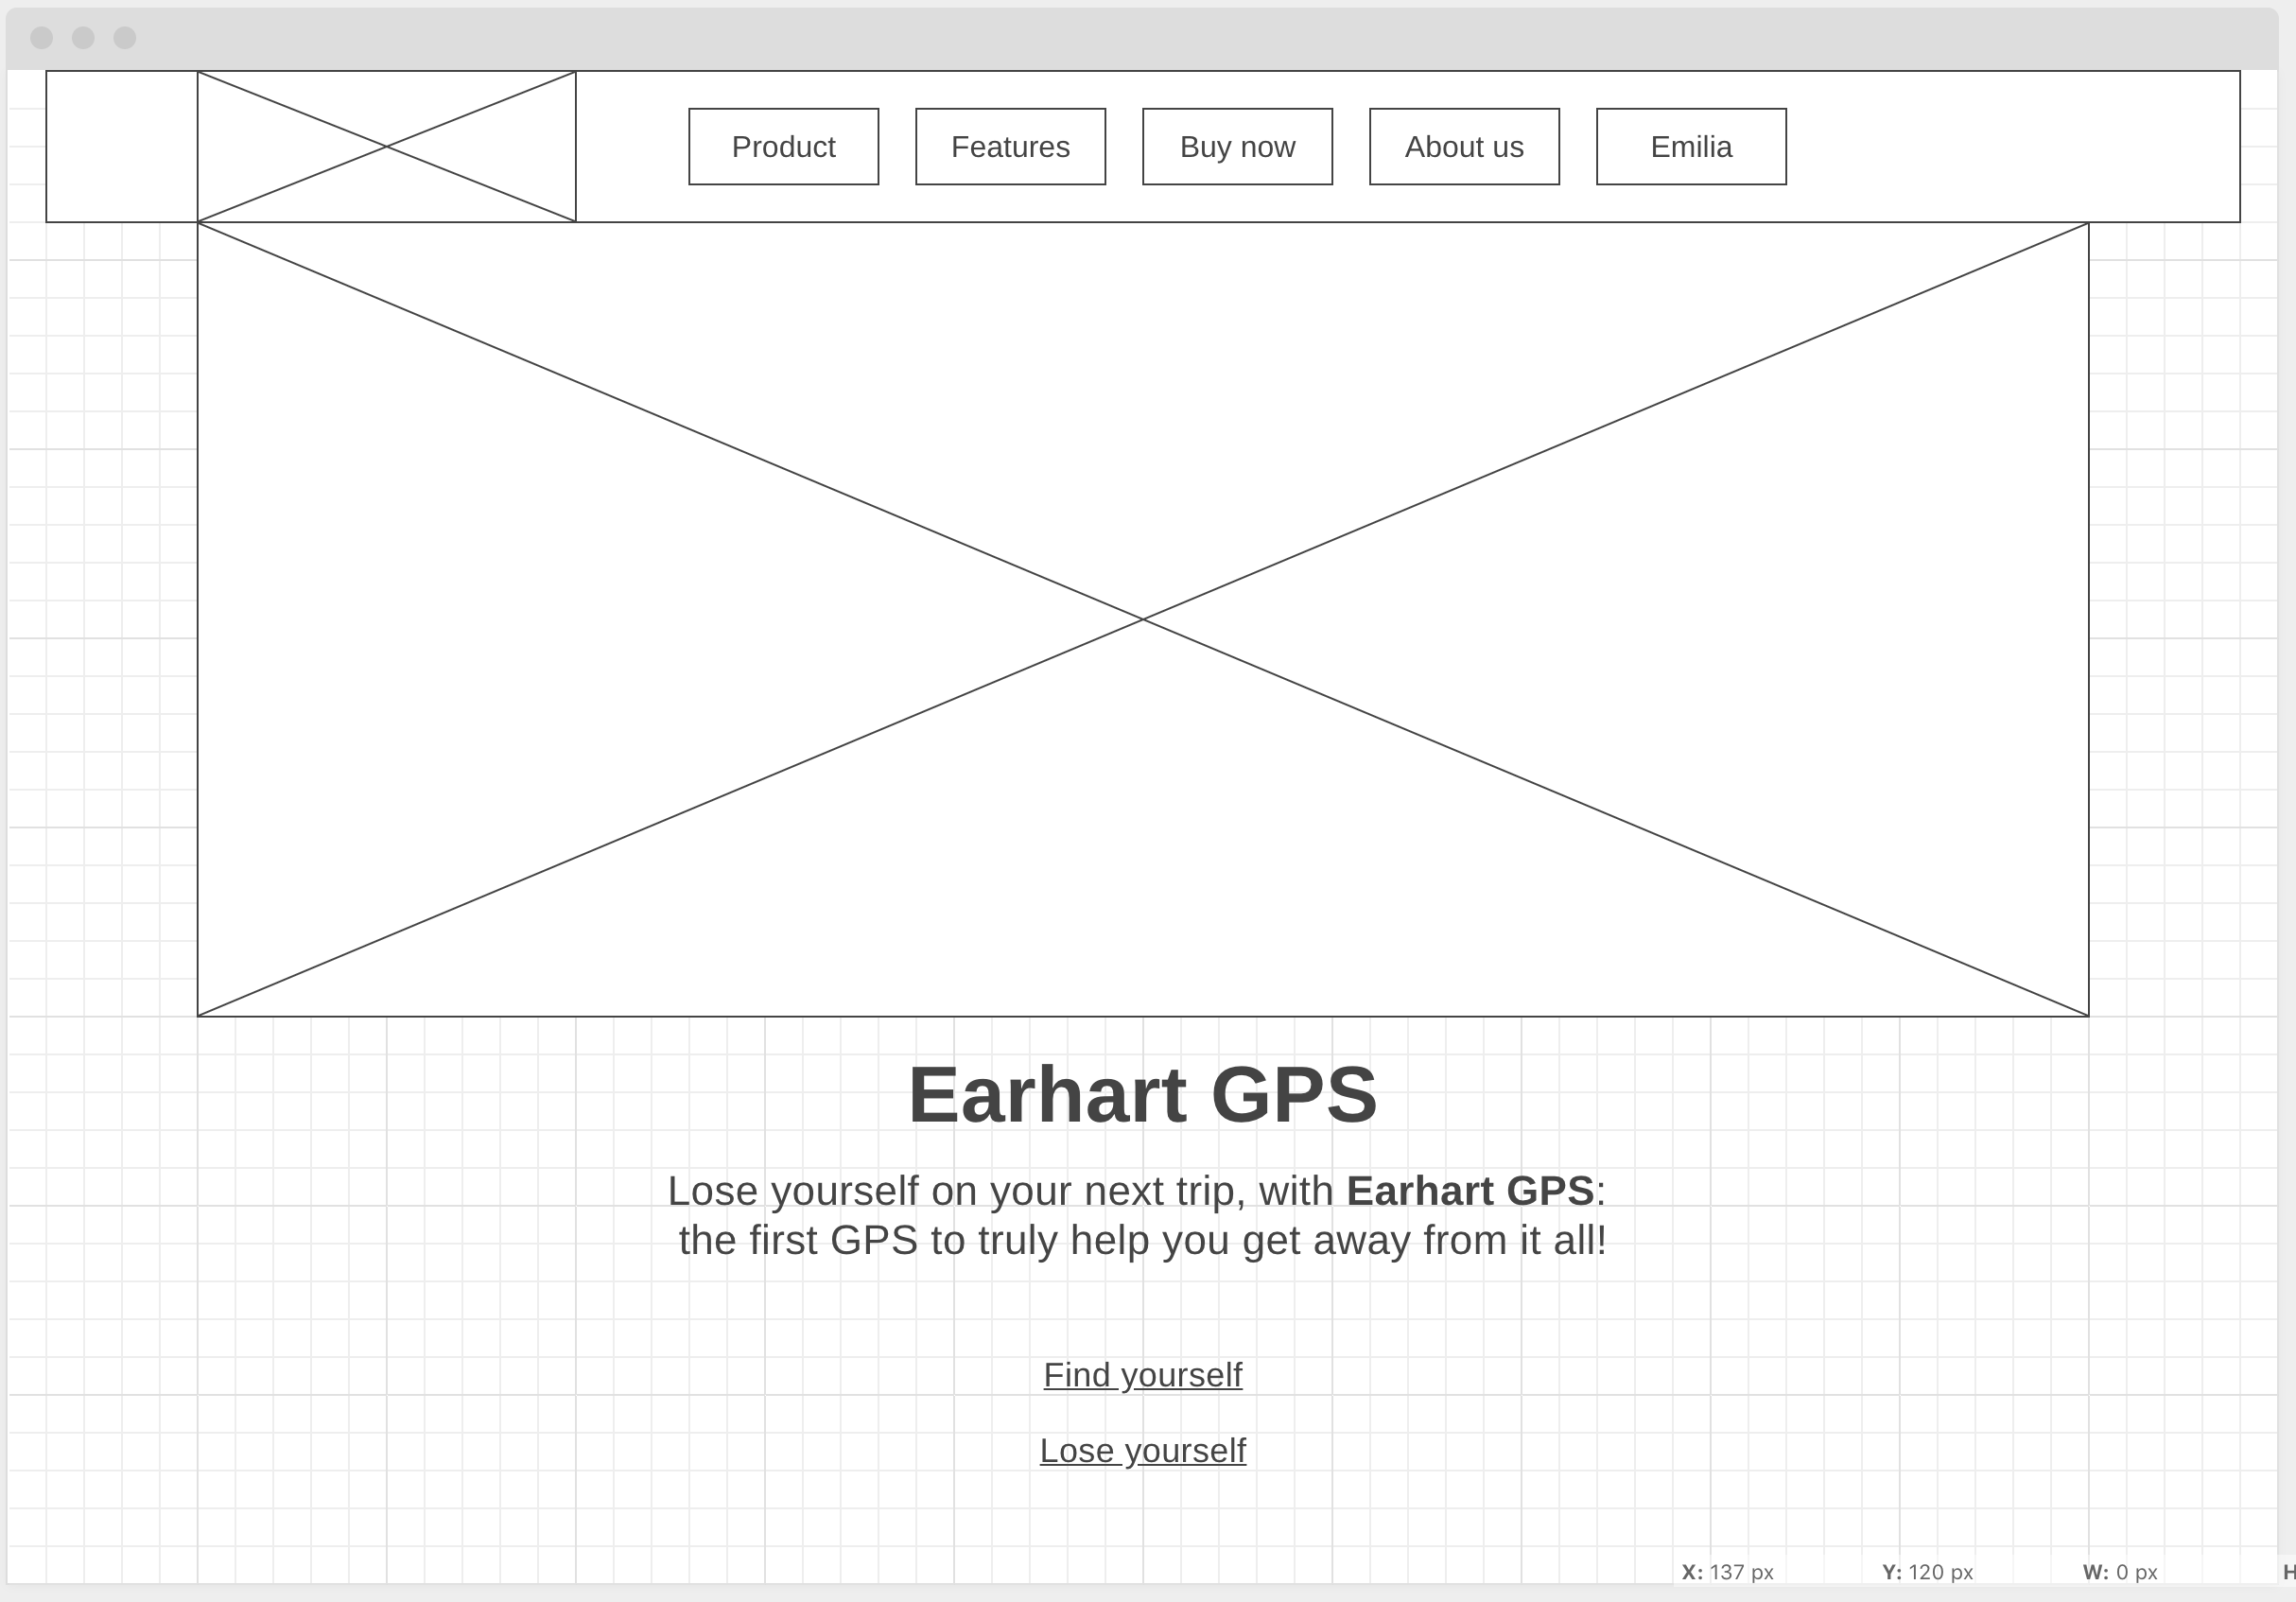 Product Features Buy now About us Emilia
Earhart GPS
Lose yourself on your next trip, with Earhart GPS:
the first GPS to truly help you get away from it all!
Find yourself
Lose yourself
X: 137 px Y: 120 px W: 0 px H